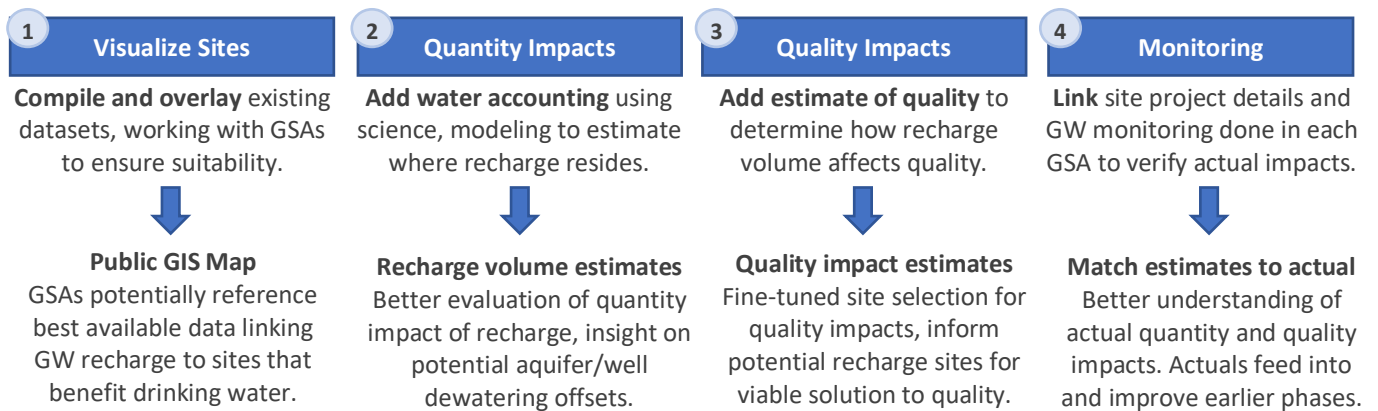 1
Visualize Sites
Compile and overlay existing
datasets, working with GSAs
to ensure suitability.
Public GIS Map
GSAs potentially reference
best available data linking
GW recharge to sites that
benefit drinking water.
2
Quantity Impacts
Add water accounting using
science, modeling to estimate
where recharge resides.
Recharge volume estimates
Better evaluation of quantity
impact of recharge, insight on
potential aquifer/well
dewatering offsets.
3
Quality Impacts
Add estimate of quality to
determine how recharge
volume affects quality.
Quality impact estimates
Fine-tuned site selection for
quality impacts, inform
potential recharge sites for
viable solution to quality.
4
Monitoring
Link site project details and
GW monitoring done in each
GSA to verify actual impacts.
Match estimates to actual
Better understanding of
actual quantity and quality
impacts. Actuals feed into
and improve earlier phases.